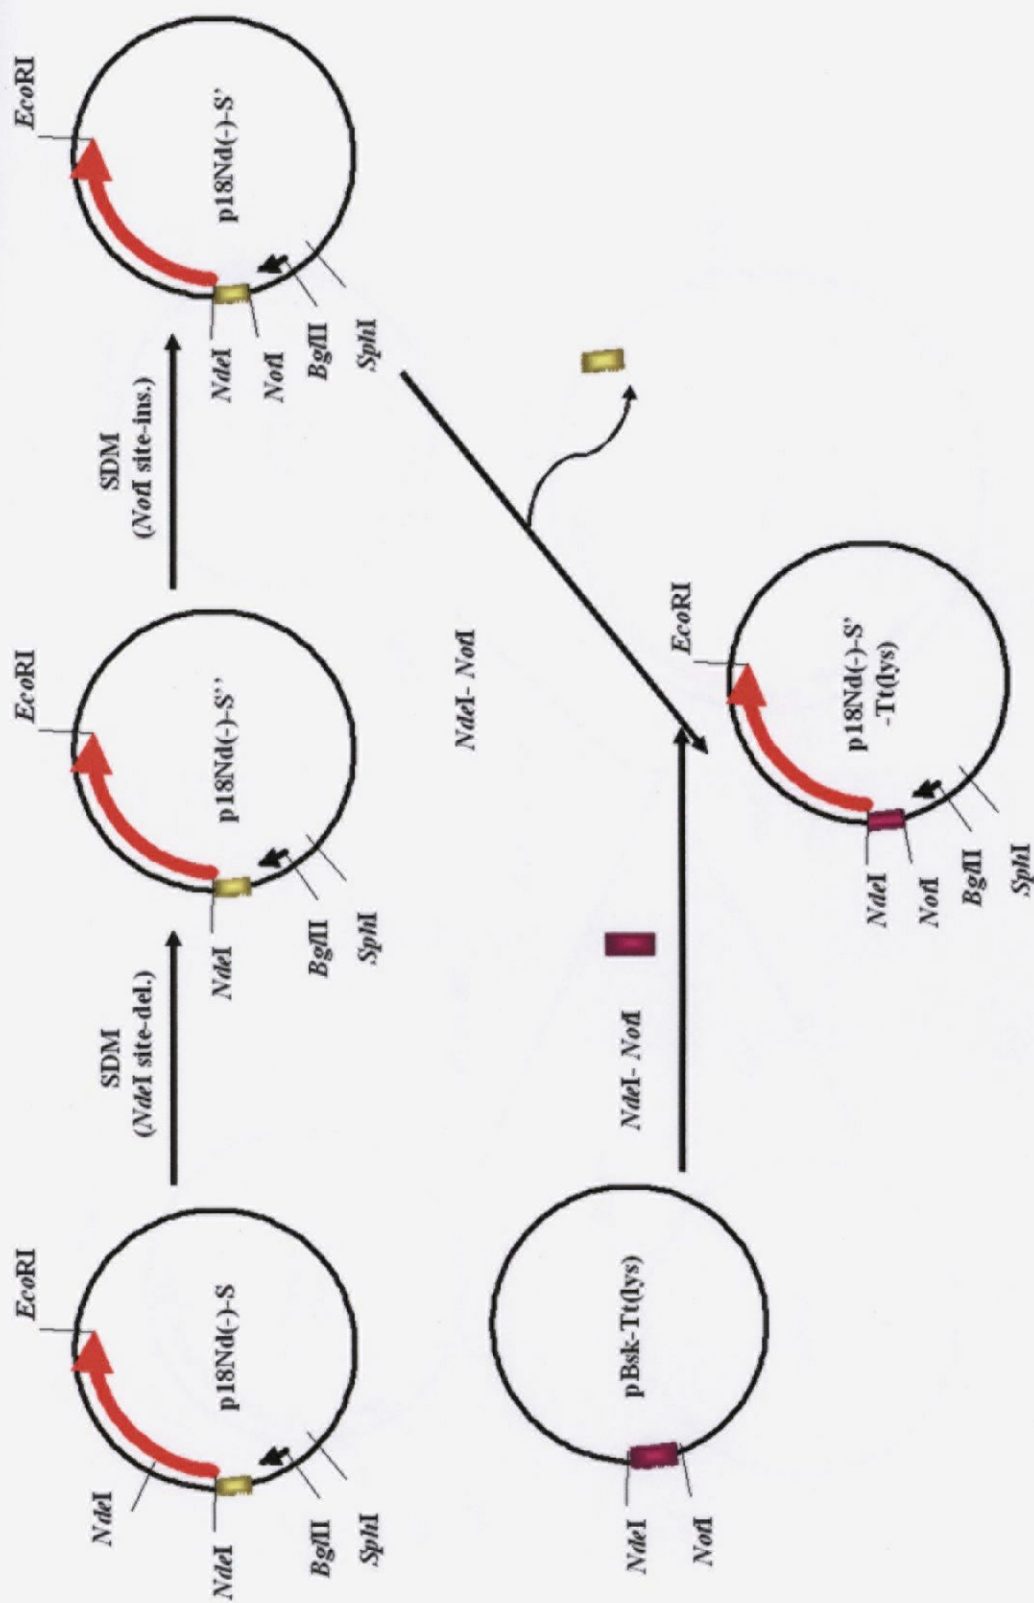 EcoRI
NdeI
p18Nd(-)-S
NdeI
BglII
SphI
SDM
(NdeI site-del.)
EcoRI
p18Nd(-)-S’’
NdeI
BglII
SphI
SDM
(NotI site-ins.)
EcoRI
p18Nd(-)-S’
NdeI
NotI
BglII
SphI
NdeI- NotI
pBsk-Tt(lys)
NdeI
NotI
NdeI- NotI
EcoRI
p18Nd(-)-S’
-Tt(lys)
NdeI
NotI
BglII
SphI